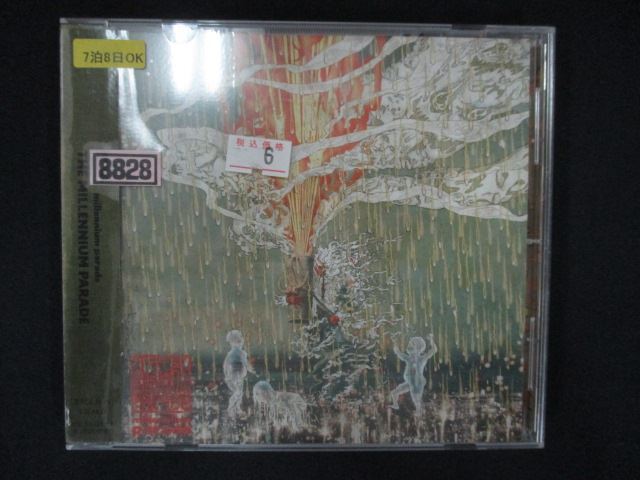 7泊8日OK
8828
税込価格
6
millennium parade
THE MILLENNIUM PARADE